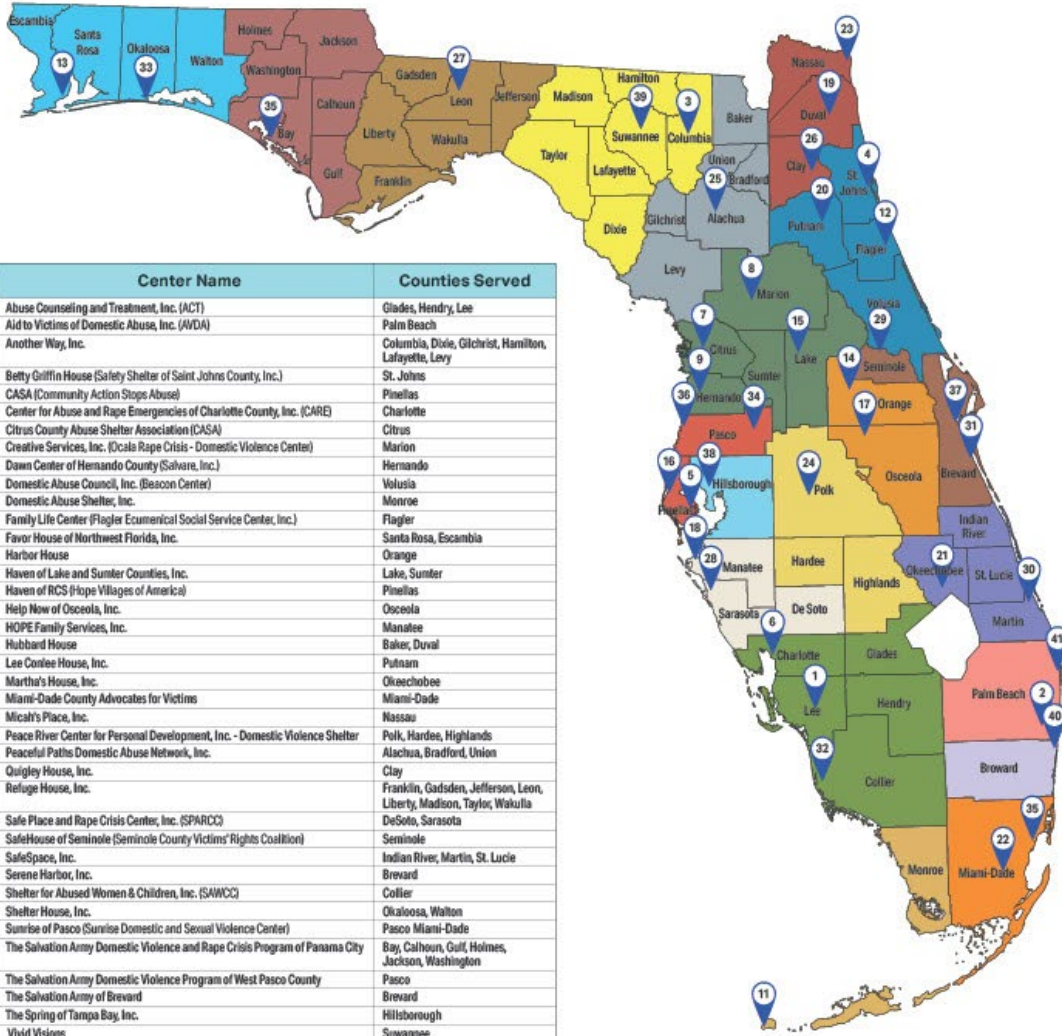 Escambia
Santa
Rosa
Okaloosa
Walton
Holmes
Jackson
Washington
Calhoun
Bay
Gulf
Gadsden
Leon
Jefferson
Liberty
Wakulla
Franklin
Madison
Hamilton
Suwannee
Columbia
Taylor
Lafayette
Dixie
Baker
Union
Bradford
Gilchrist
Alachua
Levy
Nassau
Duval
Clay
St.
Johns
Putnam
Flagler
Marion
Volusia
Citrus
Lake
Sumter
Hernando
Seminole
Orange
Pasco
Hillsborough
Pinellas
Polk
Osceola
Brevard
Indian
River
Manatee
Hardee
Highlands
Okeechobee
St. Lucie
Sarasota
De Soto
Martin
Charlotte
Glades
Lee
Hendry
Palm Beach
Collier
Broward
Monroe
Miami-Dade
13
33
35
27
39
3
23
19
26
4
20
12
25
8
7
15
29
9
14
36
34
17
37
31
16
5
38
24
18
28
21
30
6
1
41
2
40
32
35
22
11
Center Name Counties Served
Abuse Counseling and Treatment, Inc. (ACT) Glades, Hendry, Lee
Aid to Victims of Domestic Abuse, Inc. (AVDA) Palm Beach
Another Way, Inc. Columbia, Dixie, Gilchrist, Hamilton,
Lafayette, Levy
Betty Griffin House (Safety Shelter of Saint Johns County, Inc.) St. Johns
CASA (Community Action Stops Abuse) Pinellas
Center for Abuse and Rape Emergencies of Charlotte County, Inc. (CARE) Charlotte
Citrus County Abuse Shelter Association (CASA) Citrus
Creative Services, Inc. (Ocala Rape Crisis - Domestic Violence Center) Marion
Dawn Center of Hernando County (Salvare, Inc.) Hernando
Domestic Abuse Council, Inc. (Beacon Center) Volusia
Domestic Abuse Shelter, Inc. Monroe
Family Life Center (Flagler Ecumenical Social Service Center, Inc.) Flagler
Favor House of Northwest Florida, Inc. Santa Rosa, Escambia
Harbor House Orange
Haven of Lake and Sumter Counties, Inc. Lake, Sumter
Haven of RCS (Hope Villages of America) Pinellas
Help Now of Osceola, Inc. Osceola
HOPE Family Services, Inc. Manatee
Hubbard House Baker, Duval
Lee Conlee House, Inc. Putnam
Martha's House, Inc. Okeechobee
Miami-Dade County Advocates for Victims Miami-Dade
Micah's Place, Inc. Nassau
Peace River Center for Personal Development, Inc. - Domestic Violence Shelter Polk, Hardee, Highlands
Peaceful Paths Domestic Abuse Network, Inc. Alachua, Bradford, Union
Quigley House, Inc. Clay
Refuge House, Inc. Franklin, Gadsden, Jefferson, Leon,
Liberty, Madison, Taylor, Wakulla
Safe Place and Rape Crisis Center, Inc. (SPARCC) DeSoto, Sarasota
SafeHouse of Seminole (Seminole County Victims' Rights Coalition) Seminole
SafeSpace, Inc. Indian River, Martin, St. Lucie
Serene Harbor, Inc. Brevard
Shelter for Abused Women & Children, Inc. (SAWCC) Collier
Shelter House, Inc. Okaloosa, Walton
Sunrise of Pasco (Sunrise Domestic and Sexual Violence Center) Pasco Miami-Dade
The Salvation Army Domestic Violence and Rape Crisis Program of Panama City Bay, Calhoun, Gulf, Holmes,
Jackson, Washington
The Salvation Army Domestic Violence Program of West Pasco County Pasco
The Salvation Army of Brevard Brevard
The Spring of Tampa Bay, Inc. Hillsborough
Vivid Visions Suwannee